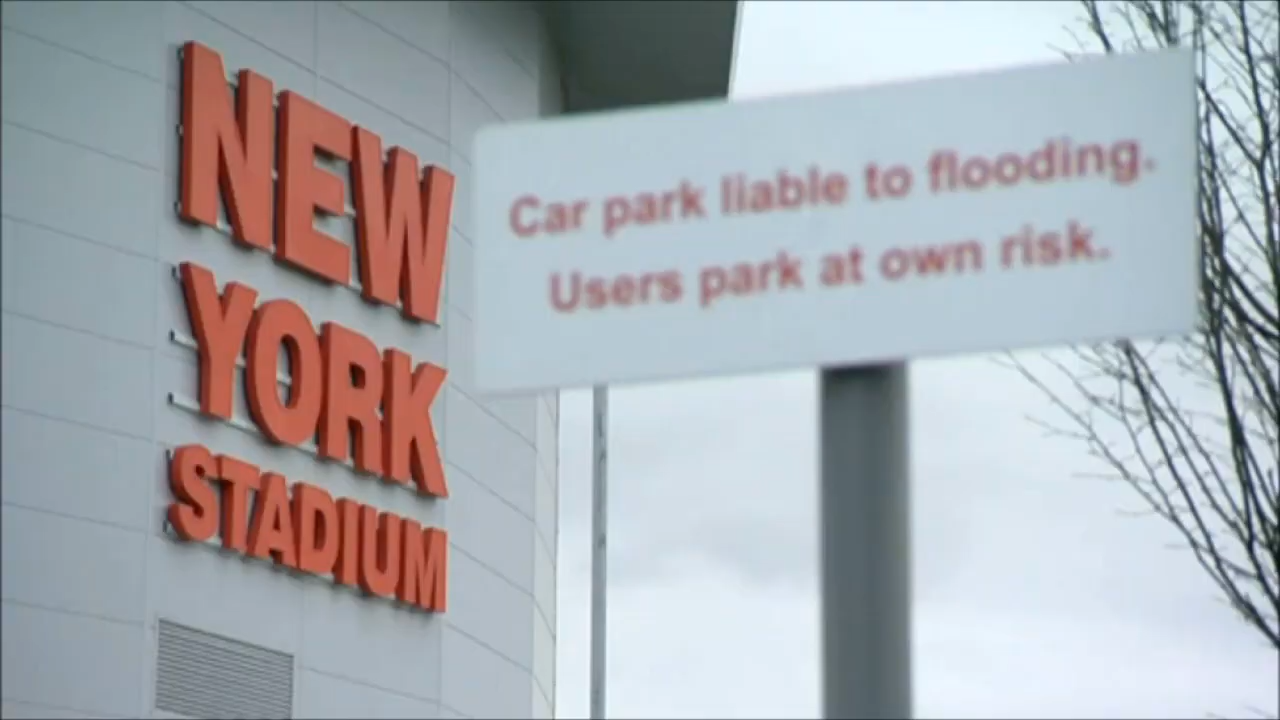 NEW
YORK
STADIUM
Car park liable to flooding.
Users park at own risk.